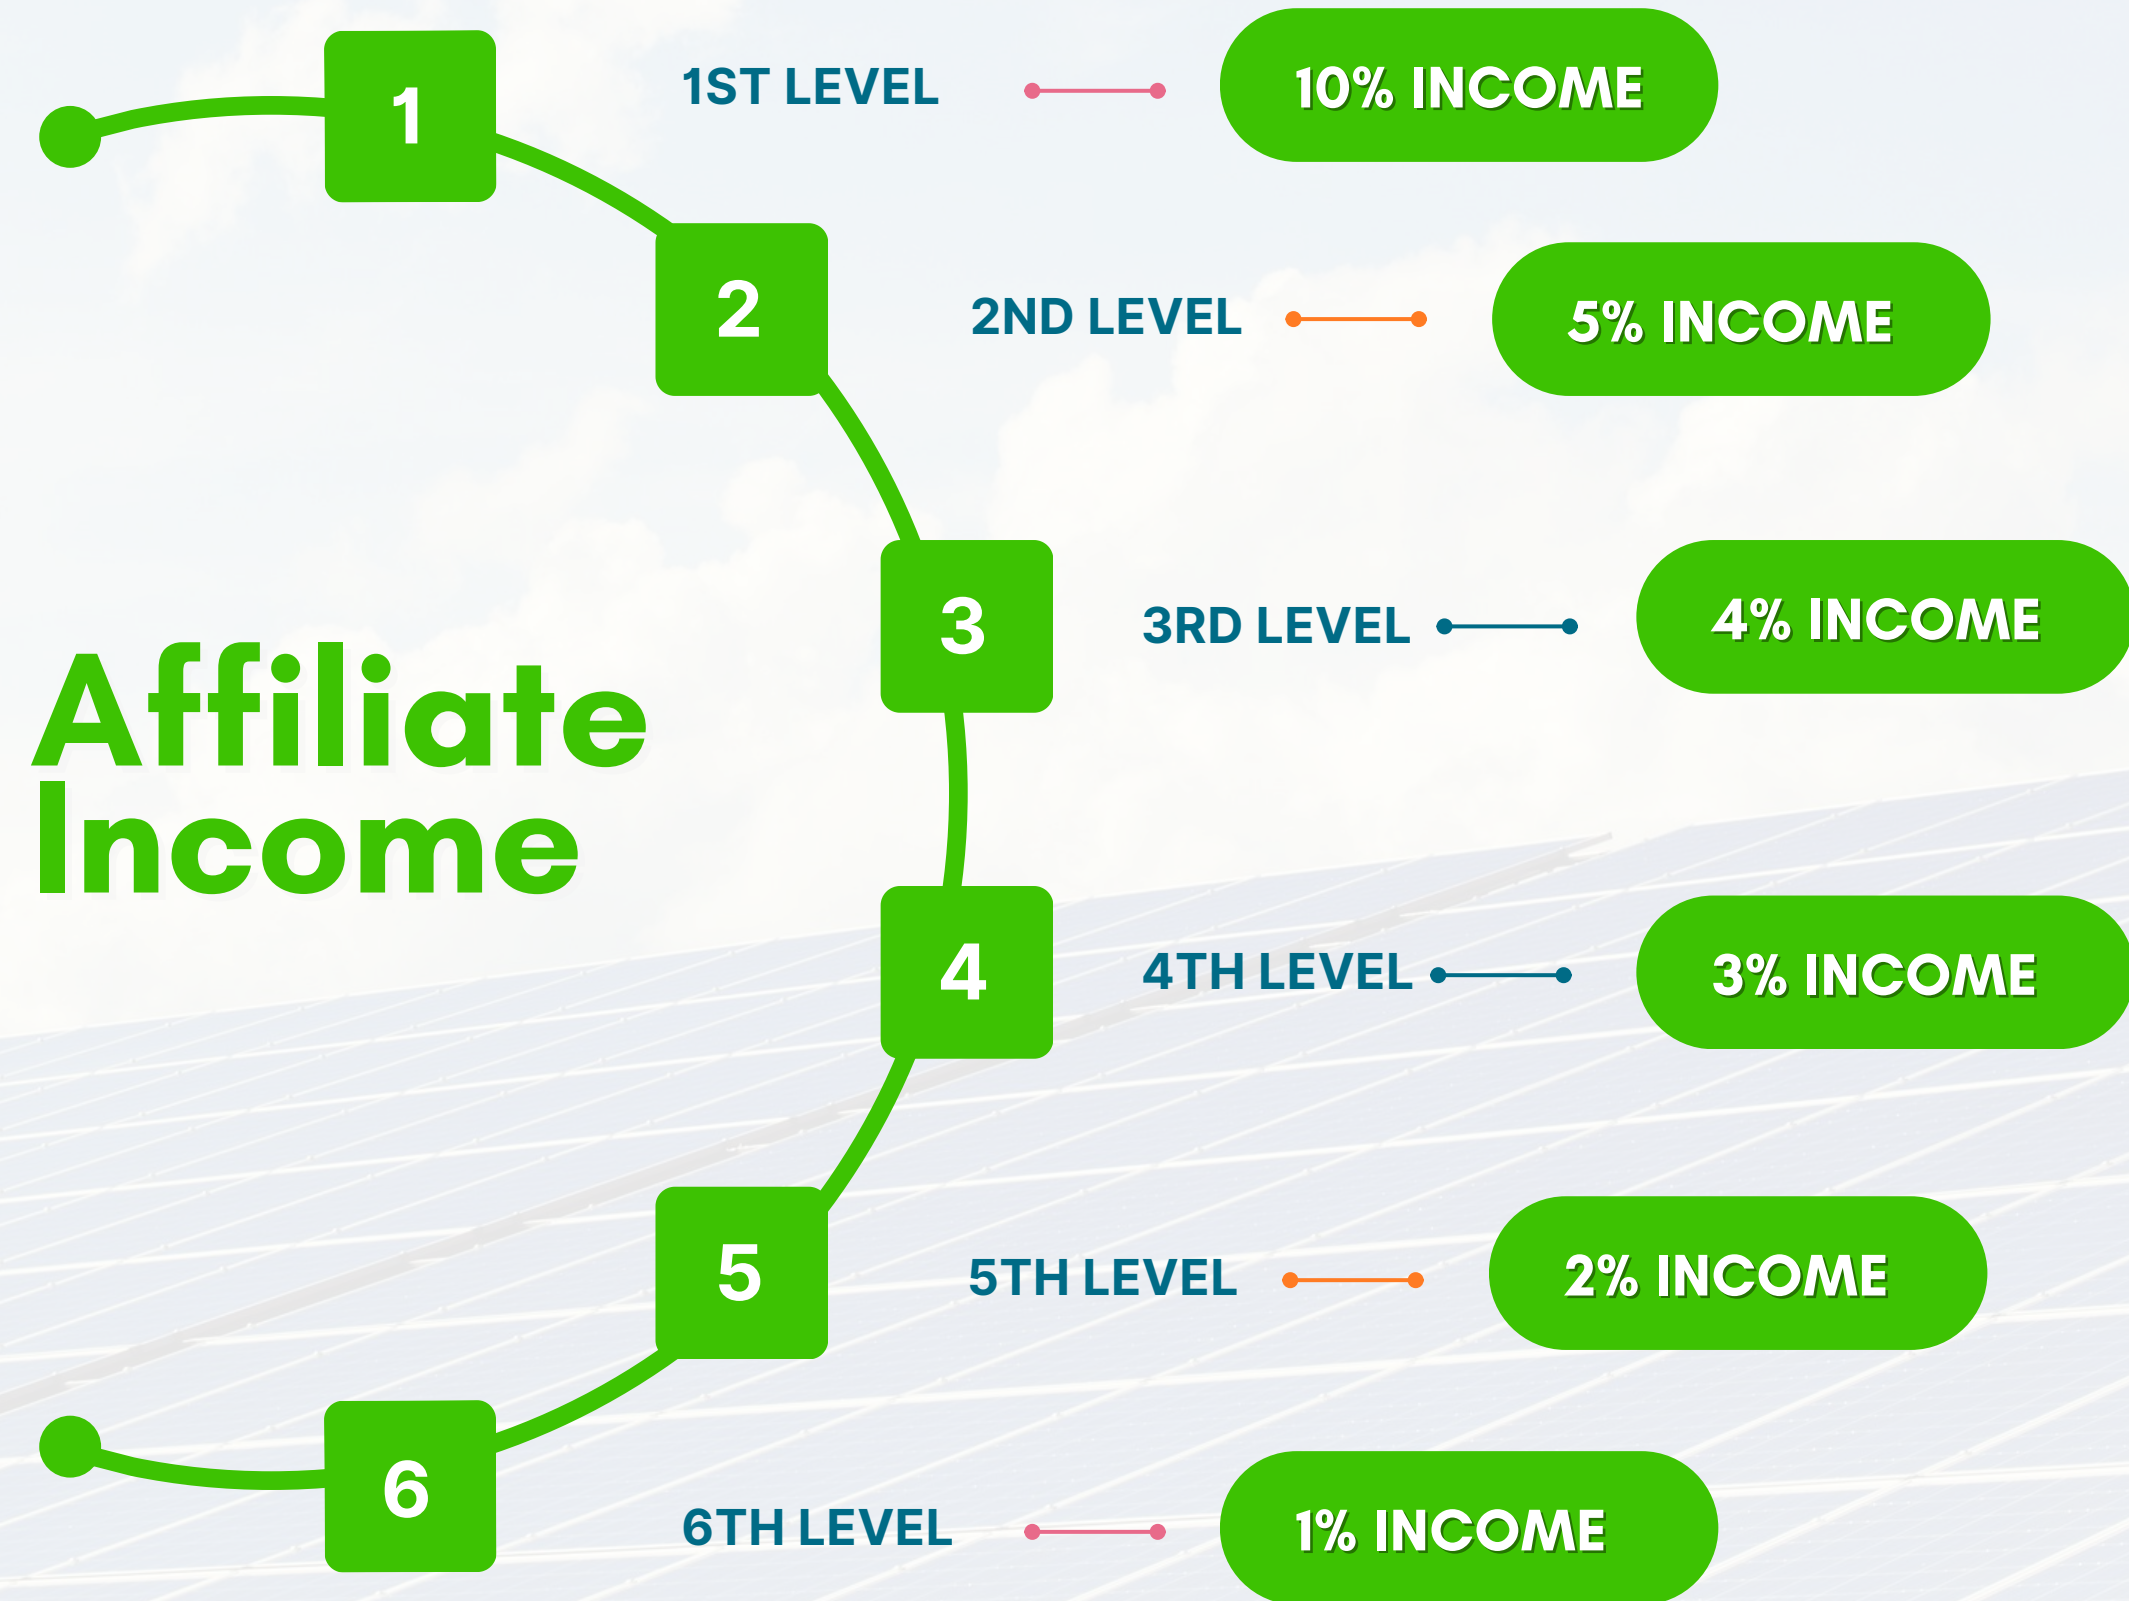 1
1ST LEVEL
10% INCOME
2
2ND LEVEL
5% INCOME
3
3RD LEVEL
4% INCOME
Affiliate
Income
4
4TH LEVEL
3% INCOME
5
5TH LEVEL
2% INCOME
6
6TH LEVEL
1% INCOME